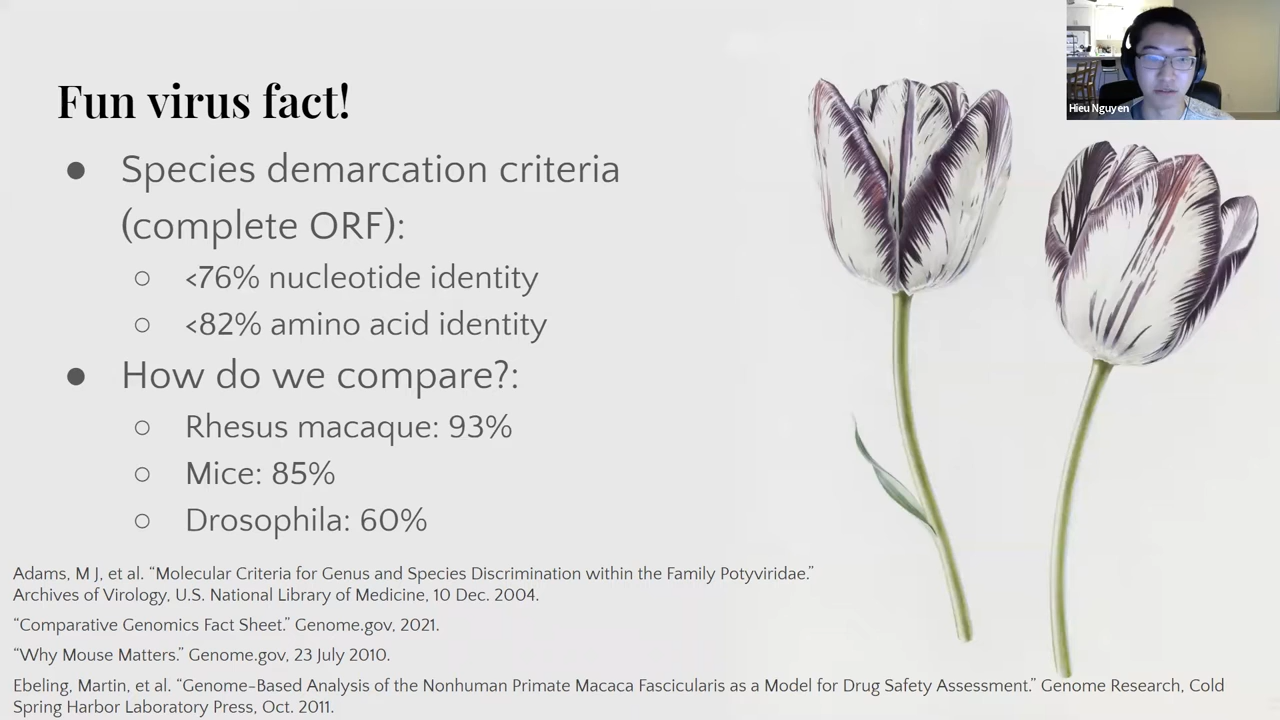 Fun virus fact!
● Species demarcation criteria
(complete ORF):
○ <76% nucleotide identity
○ <82% amino acid identity
● How do we compare?:
○ Rhesus macaque: 93%
○ Mice: 85%
○ Drosophila: 60%
Adams, M J, et al. “Molecular Criteria for Genus and Species Discrimination within the Family Potyviridae.”
Archives of Virology, U.S. National Library of Medicine, 10 Dec. 2004.
“Comparative Genomics Fact Sheet.” Genome.gov, 2021.
“Why Mouse Matters.” Genome.gov, 23 July 2010.
Ebeling, Martin, et al. “Genome-Based Analysis of the Nonhuman Primate Macaca Fascicularis as a Model for Drug Safety Assessment.” Genome Research, Cold
Spring Harbor Laboratory Press, Oct. 2011.
Hieu Nguyen